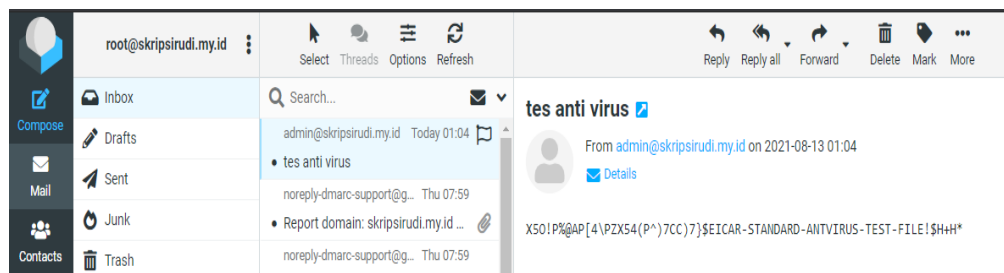 root@skripsirudi.my.id
Select Threads Options Refresh
Reply Reply all Forward Delete Mark More
Compose
Mail
Contacts
Inbox
Drafts
Sent
Junk
Trash
Search...
admin@skripsirudi.my.id Today 01:04
• tes anti virus
noreply-dmarc-support@g... Thu 07:59
• Report domain: skripsirudi.my.id ...
noreply-dmarc-support@g... Thu 07:59
tes anti virus
From admin@skripsirudi.my.id on 2021-08-13 01:04
Details
X5O!P%@AP[4\PZX54(P^)7CC)7}$EICAR-STANDARD-ANTVIRUS-TEST-FILE!$H+H*